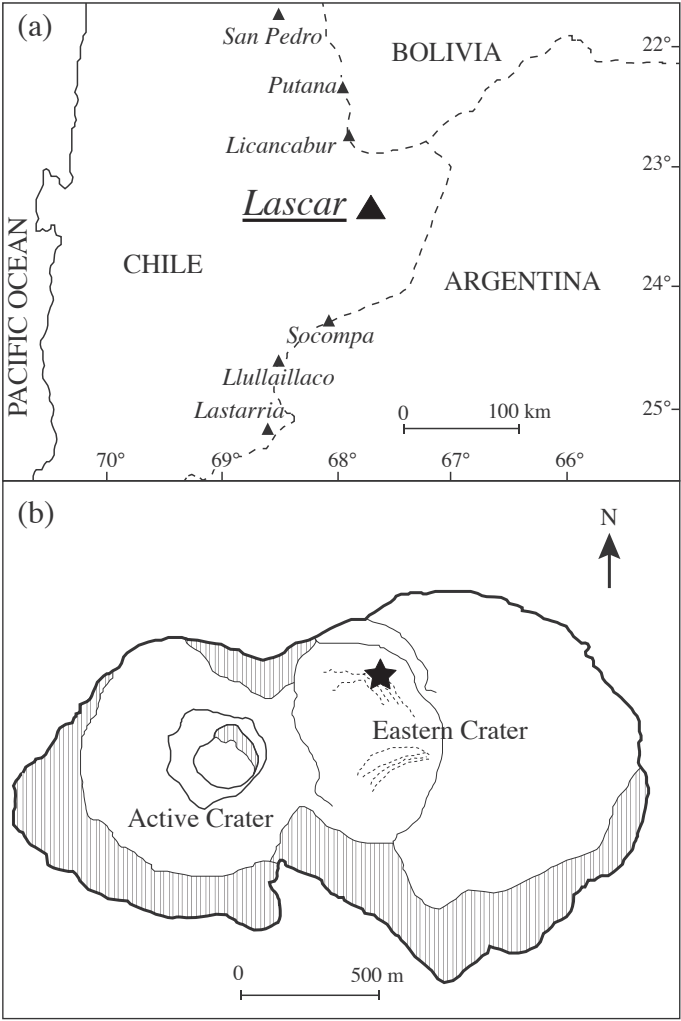 (a)
San Pedro
BOLIVIA
22°
Putana
Licancabur
23°
Lascar
CHILE
ARGENTINA
24°
PACIFIC OCEAN
Socompa
Llullaillaco
Lastarria
0 100 km
25°
70° 69° 68° 67° 66°
(b)
N
Eastern Crater
Active Crater
0 500 m